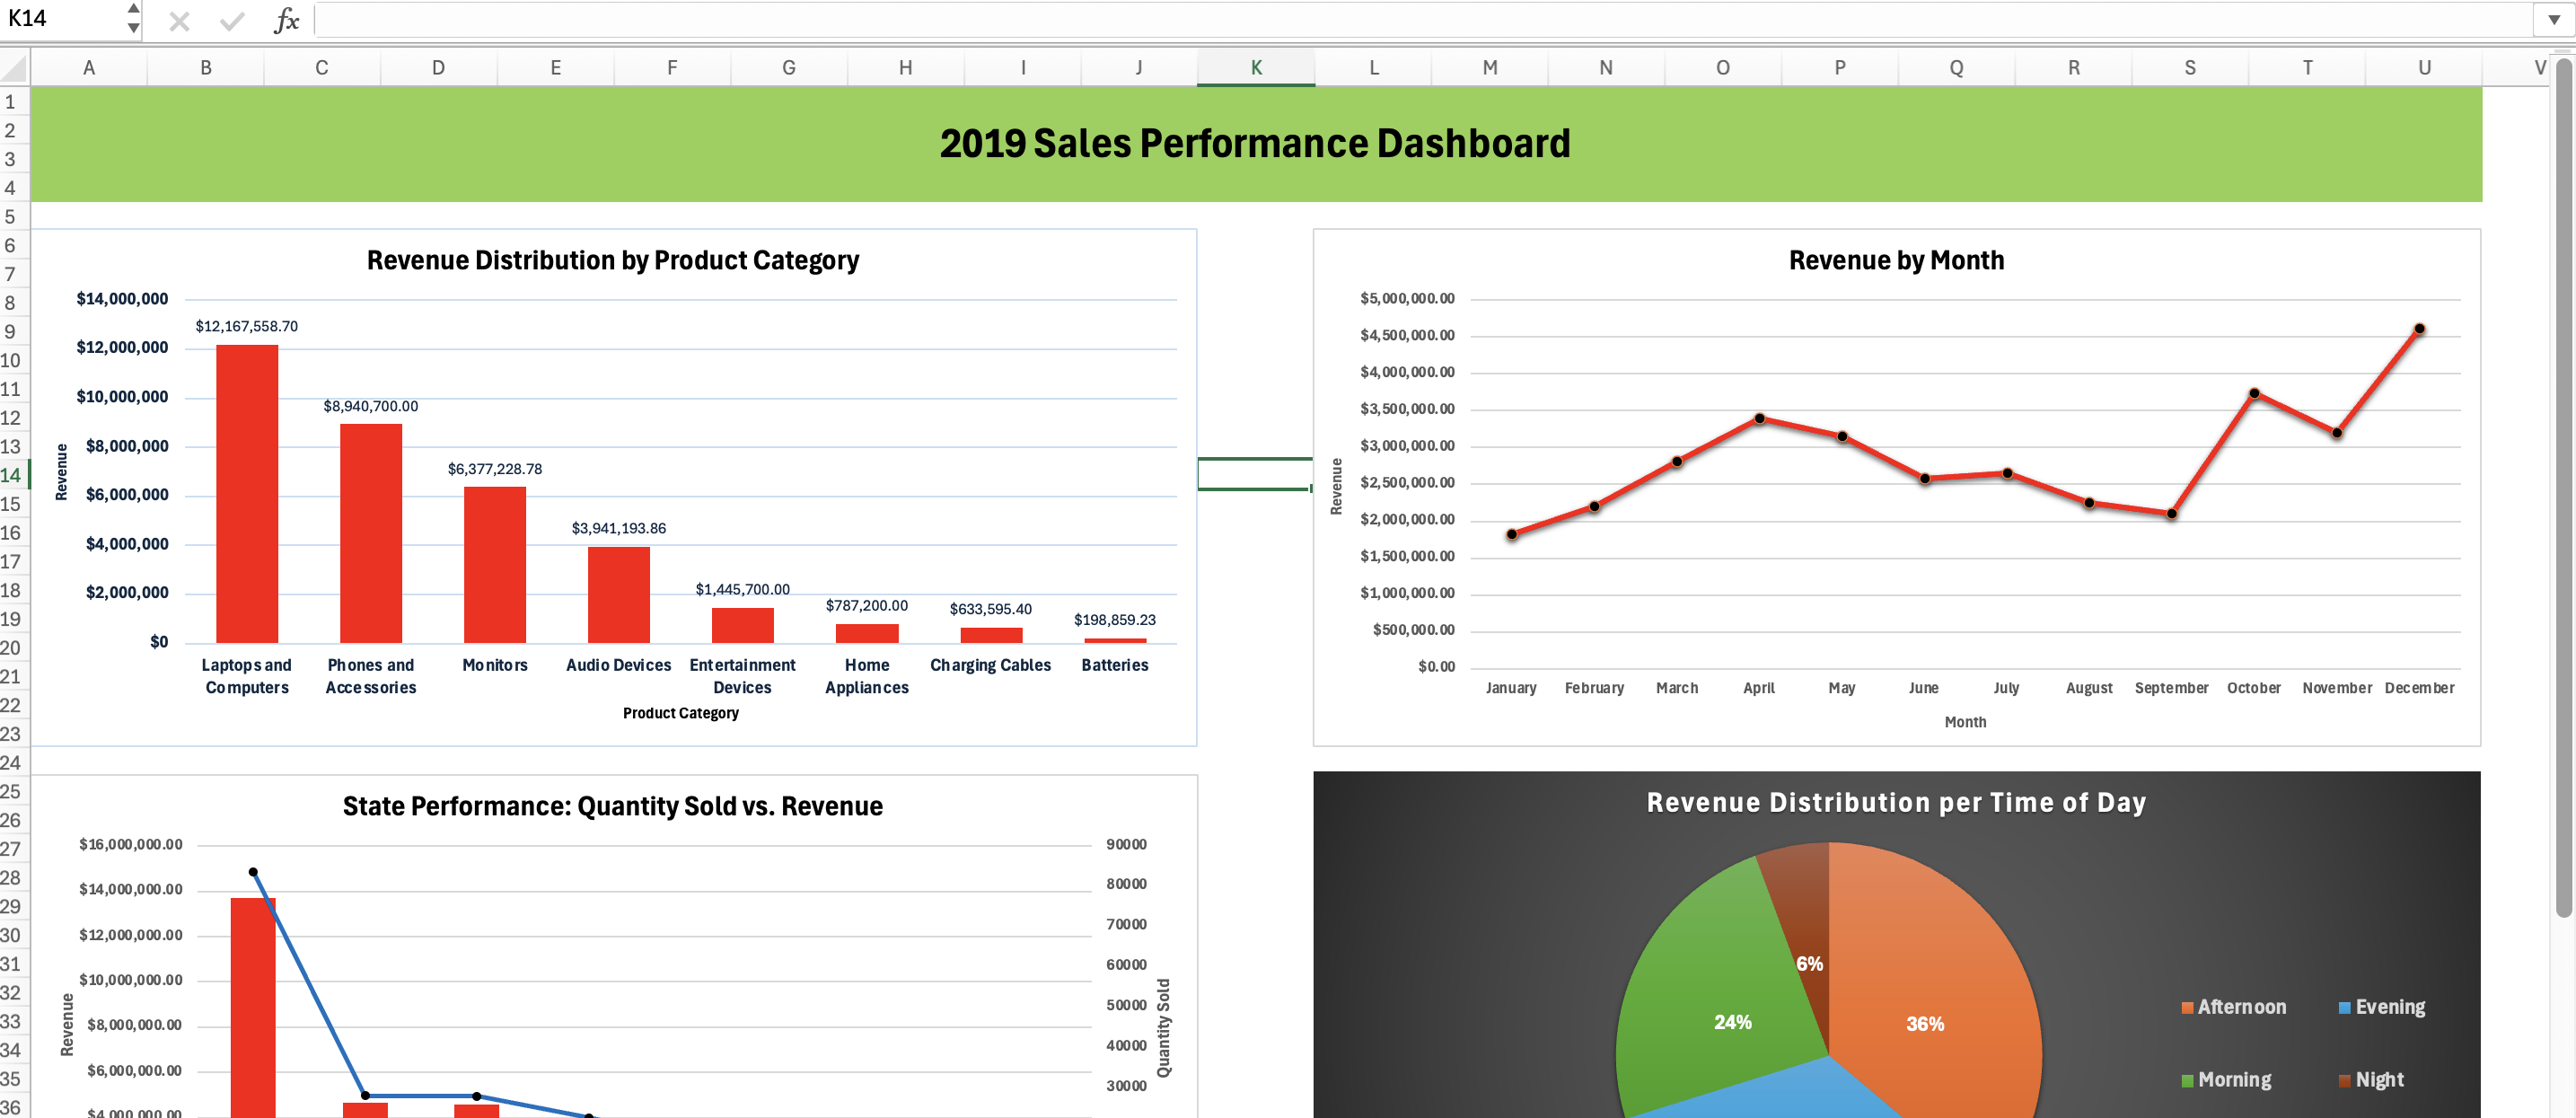 K14
fx
A B C D E F G H I J K L M N O P Q R S T U V
1
2
3
4
5
6
7
8
9
10
11
12
13
14
15
16
17
18
19
20
21
22
23
24
25
26
27
28
29
30
31
32
33
34
35
36
2019 Sales Performance Dashboard
Revenue Distribution by Product Category
$14,000,000
$12,000,000
$10,000,000
$8,000,000
$6,000,000
$4,000,000
$2,000,000
$0
Revenue
$12,167,558.70
$8,940,700.00
$6,377,228.78
$3,941,193.86
$1,445,700.00
$787,200.00
$633,595.40
$198,859.23
Laptops and
Computers
Phones and
Accessories
Monitors
Audio Devices
Entertainment
Devices
Home
Appliances
Charging Cables
Batteries
Product Category
Revenue by Month
$5,000,000.00
$4,500,000.00
$4,000,000.00
$3,500,000.00
$3,000,000.00
$2,500,000.00
$2,000,000.00
$1,500,000.00
$1,000,000.00
$500,000.00
$0.00
Revenue
January February March April May June July August September October November December
Month
State Performance: Quantity Sold vs. Revenue
$16,000,000.00
$14,000,000.00
$12,000,000.00
$10,000,000.00
$8,000,000.00
$6,000,000.00
$4,000,000.00
Revenue
90000
80000
70000
60000
50000
40000
30000
Quantity Sold
Revenue Distribution per Time of Day
6%
24%
36%
Afternoon Evening
Morning Night